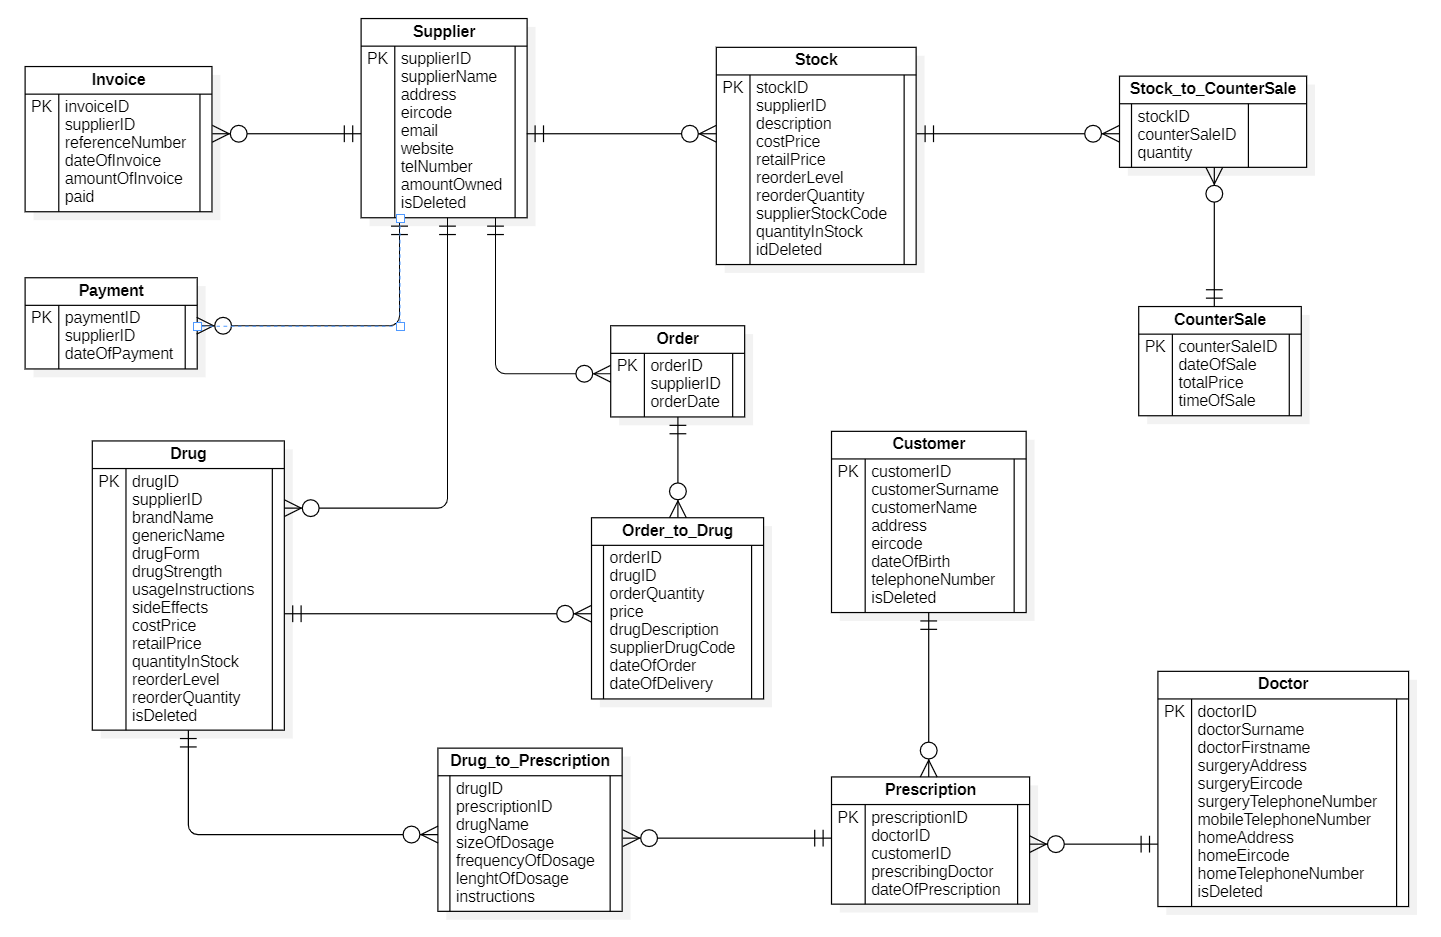 Supplier
PK supplierID
supplierName
address
eircode
email
website
telNumber
amountOwned
isDeleted
Invoice
PK invoiceID
supplierID
referenceNumber
dateOfInvoice
amountOfInvoice
paid
Stock
PK stockID
supplierID
description
costPrice
retailPrice
reorderLevel
reorderQuantity
supplierStockCode
quantityInStock
idDeleted
Stock_to_CounterSale
stockID
counterSaleID
quantity
Payment
PK paymentID
supplierID
dateOfPayment
Order
PK orderID
supplierID
orderDate
CounterSale
PK counterSaleID
dateOfSale
totalPrice
timeOfSale
Drug
PK drugID
supplierID
brandName
genericName
drugForm
drugStrength
usageInstructions
sideEffects
costPrice
retailPrice
quantityInStock
reorderLevel
reorderQuantity
isDeleted
Order_to_Drug
orderID
drugID
orderQuantity
price
drugDescription
supplierDrugCode
dateOfOrder
dateOfDelivery
Customer
PK customerID
customerSurname
customerName
address
eircode
dateOfBirth
telephoneNumber
isDeleted
Drug_to_Prescription
drugID
prescriptionID
drugName
sizeOfDosage
frequencyOfDosage
lenghtOfDosage
instructions
Prescription
PK prescriptionID
doctorID
customerID
prescribingDoctor
dateOfPrescription
Doctor
PK doctorID
doctorSurname
doctorFirstname
surgeryAddress
surgeryEircode
surgeryTelephoneNumber
mobileTelephoneNumber
homeAddress
homeEircode
homeTelephoneNumber
isDeleted